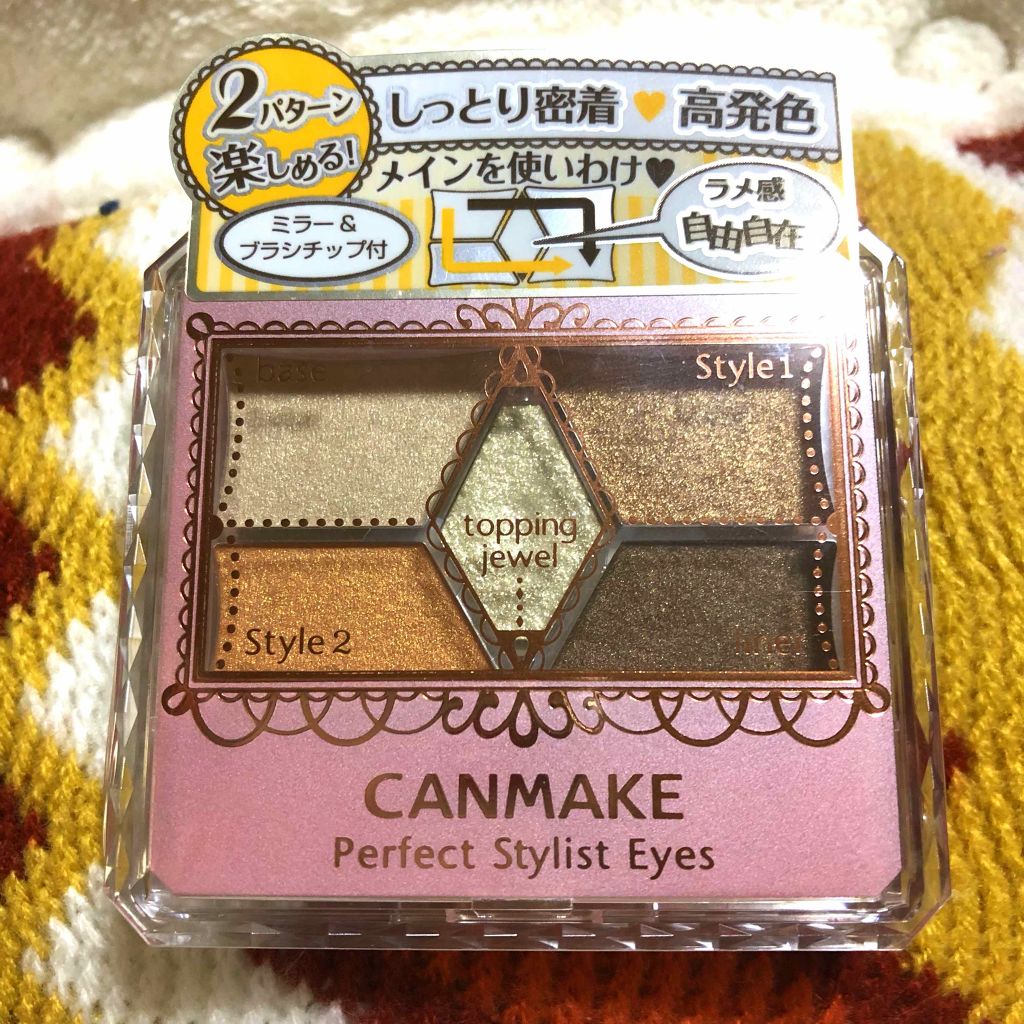 2パターン
楽しめる!
しっとり密着♥高発色
メインを使いわけ♥
ミラー&
ブラシチップ付
ラメ感
自由自在
base
Style1
topping
jewel
Style2
liner
CANMAKE
Perfect Stylist Eyes